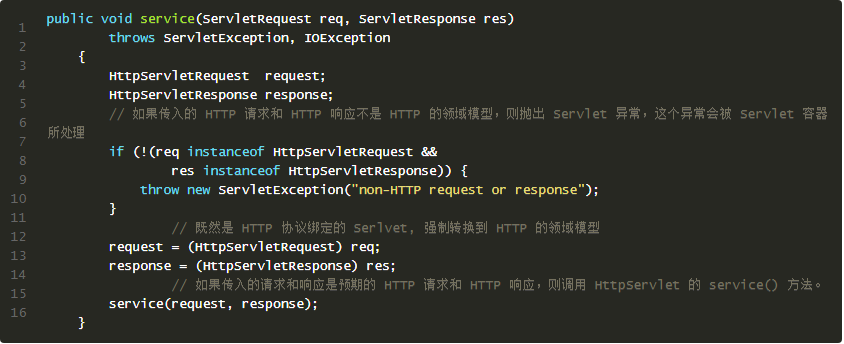 1 public void service(ServletRequest req, ServletResponse res)
2 throws ServletException, IOException
3 {
4 HttpServletRequest  request;
5 HttpServletResponse response;
6 // 如果传入的 HTTP 请求和 HTTP 响应不是 HTTP 的领域模型，则抛出 Servlet 异常，这个异常会被 Servlet 容器
7 所处理
8 if (!(req instanceof HttpServletRequest &&
9 res instanceof HttpServletResponse)) {
10 throw new ServletException("non-HTTP request or response");
11 }
12 // 既然是 HTTP 协议绑定的 Serlvet, 强制转换到 HTTP 的领域模型
13 request = (HttpServletRequest) req;
14 response = (HttpServletResponse) res;
15 // 如果传入的请求和响应是预期的 HTTP 请求和 HTTP 响应，则调用 HttpServlet 的 service() 方法。
16 service(request, response);
}